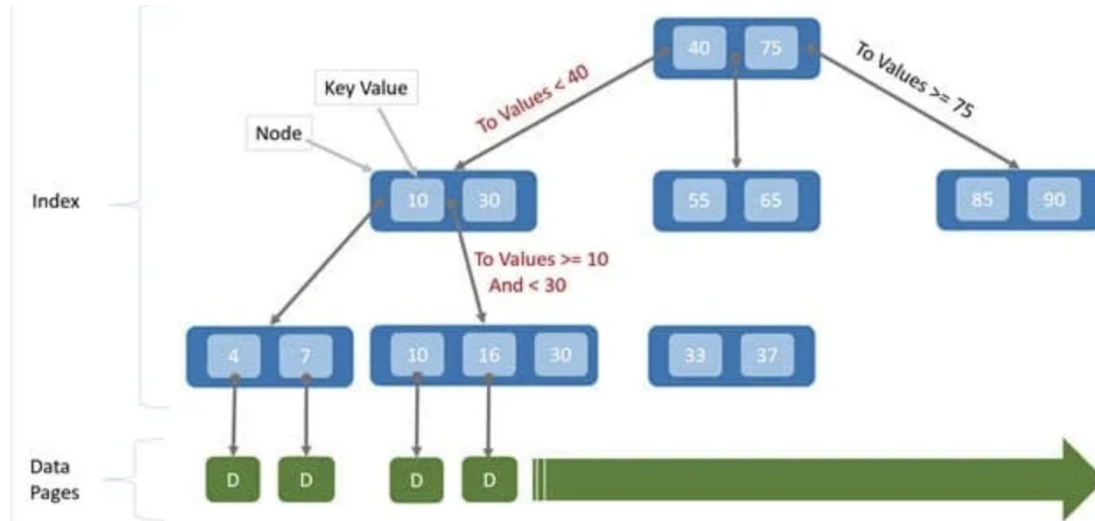 40 75
To Values < 40
To Values >= 75
Key Value
Node
Index
10 30
55 65
85 90
To Values >= 10
And < 30
4 7
10 16 30
33 37
Data
Pages
D D D D